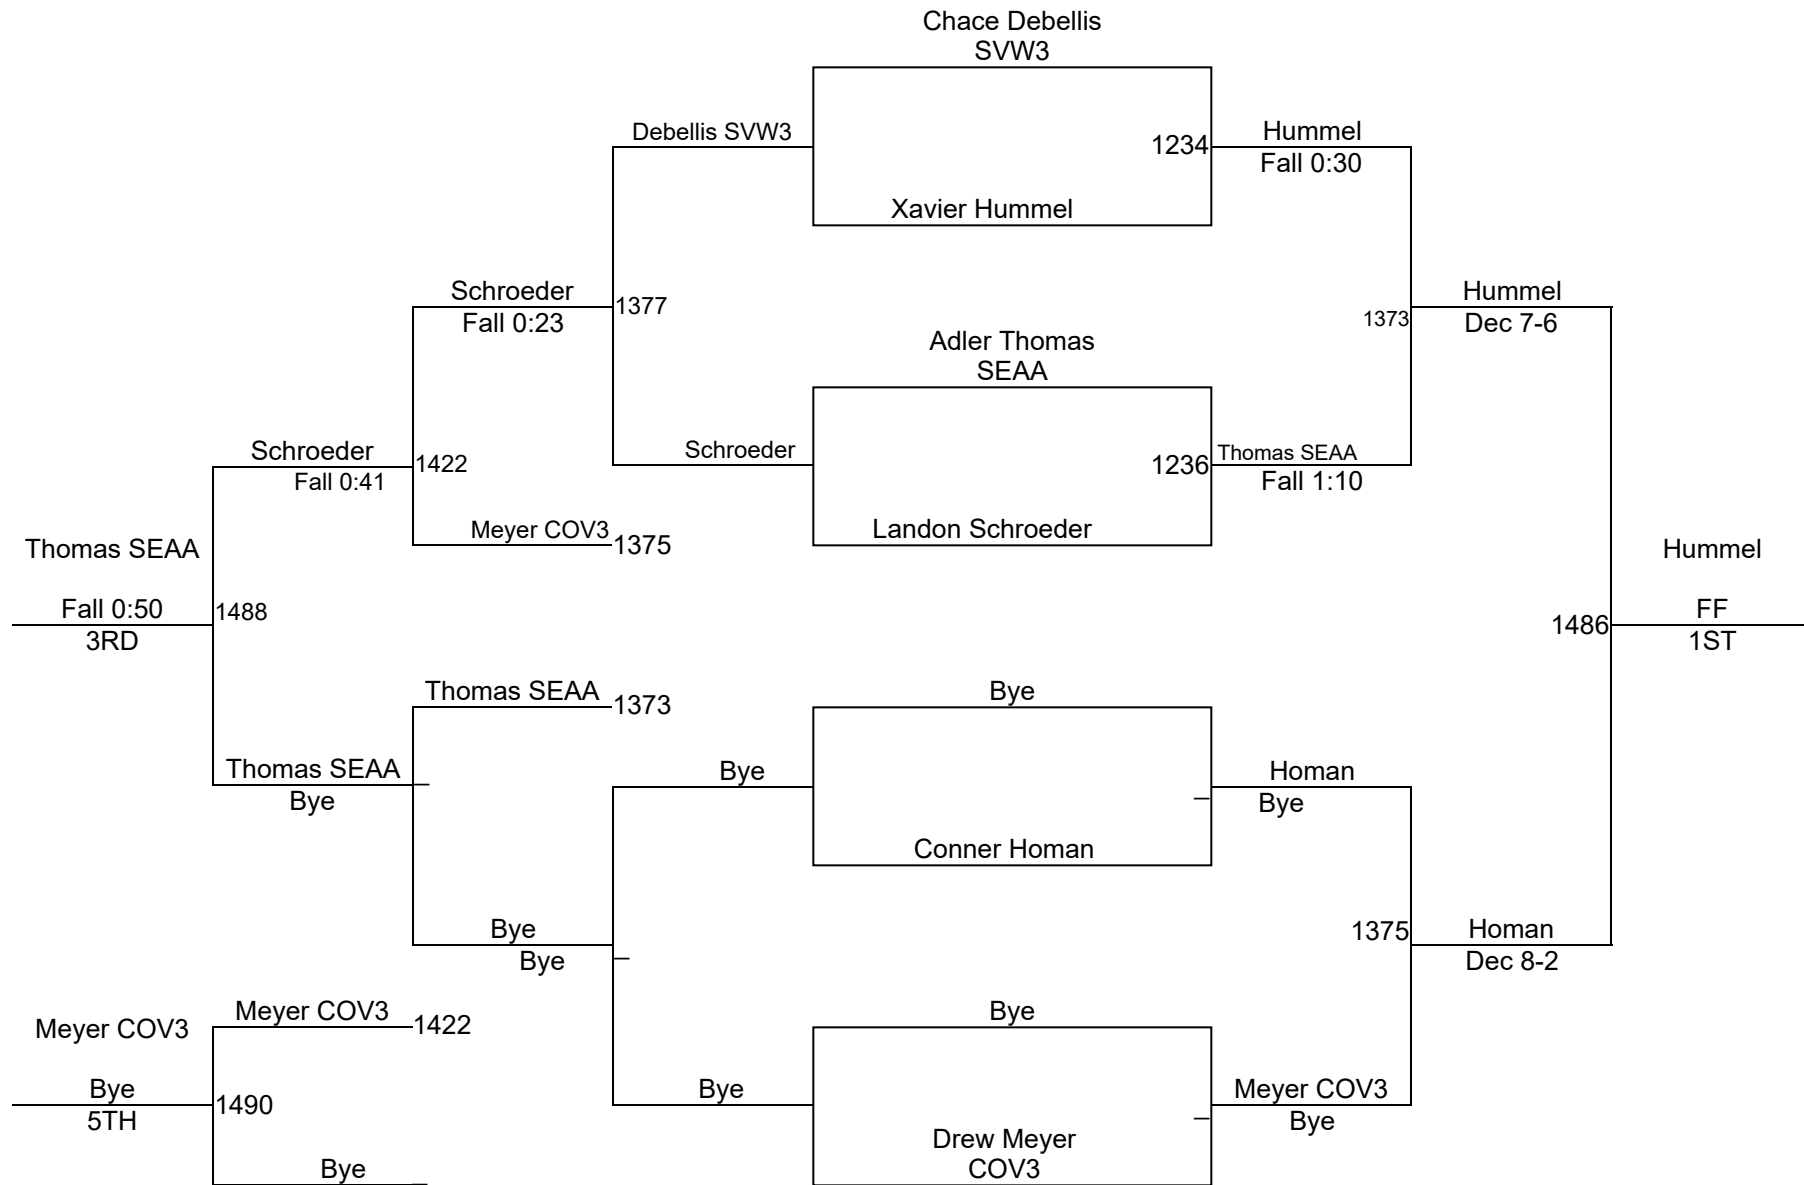 Chace Debellis
SVW3
Debellis SVW3
1234
Hummel
Fall 0:30
Xavier Hummel
Schroeder
Fall 0:23
1377
1373
Hummel
Dec 7-6
Adler Thomas
SEAA
Schroeder
Fall 0:41
1422
Schroeder
1236
Thomas SEAA
Fall 1:10
Meyer COV3
1375
Landon Schroeder
Thomas SEAA
Fall 0:50
3RD
1488
Hummel
FF
1ST
1486
Thomas SEAA
1373
Bye
Thomas SEAA
Bye
Bye
Homan
Bye
Conner Homan
Bye
Bye
1375
Homan
Dec 8-2
Meyer COV3
Bye
5TH
Meyer COV3
1422
1490
Bye
Bye
Bye
Meyer COV3
Bye
Drew Meyer
COV3